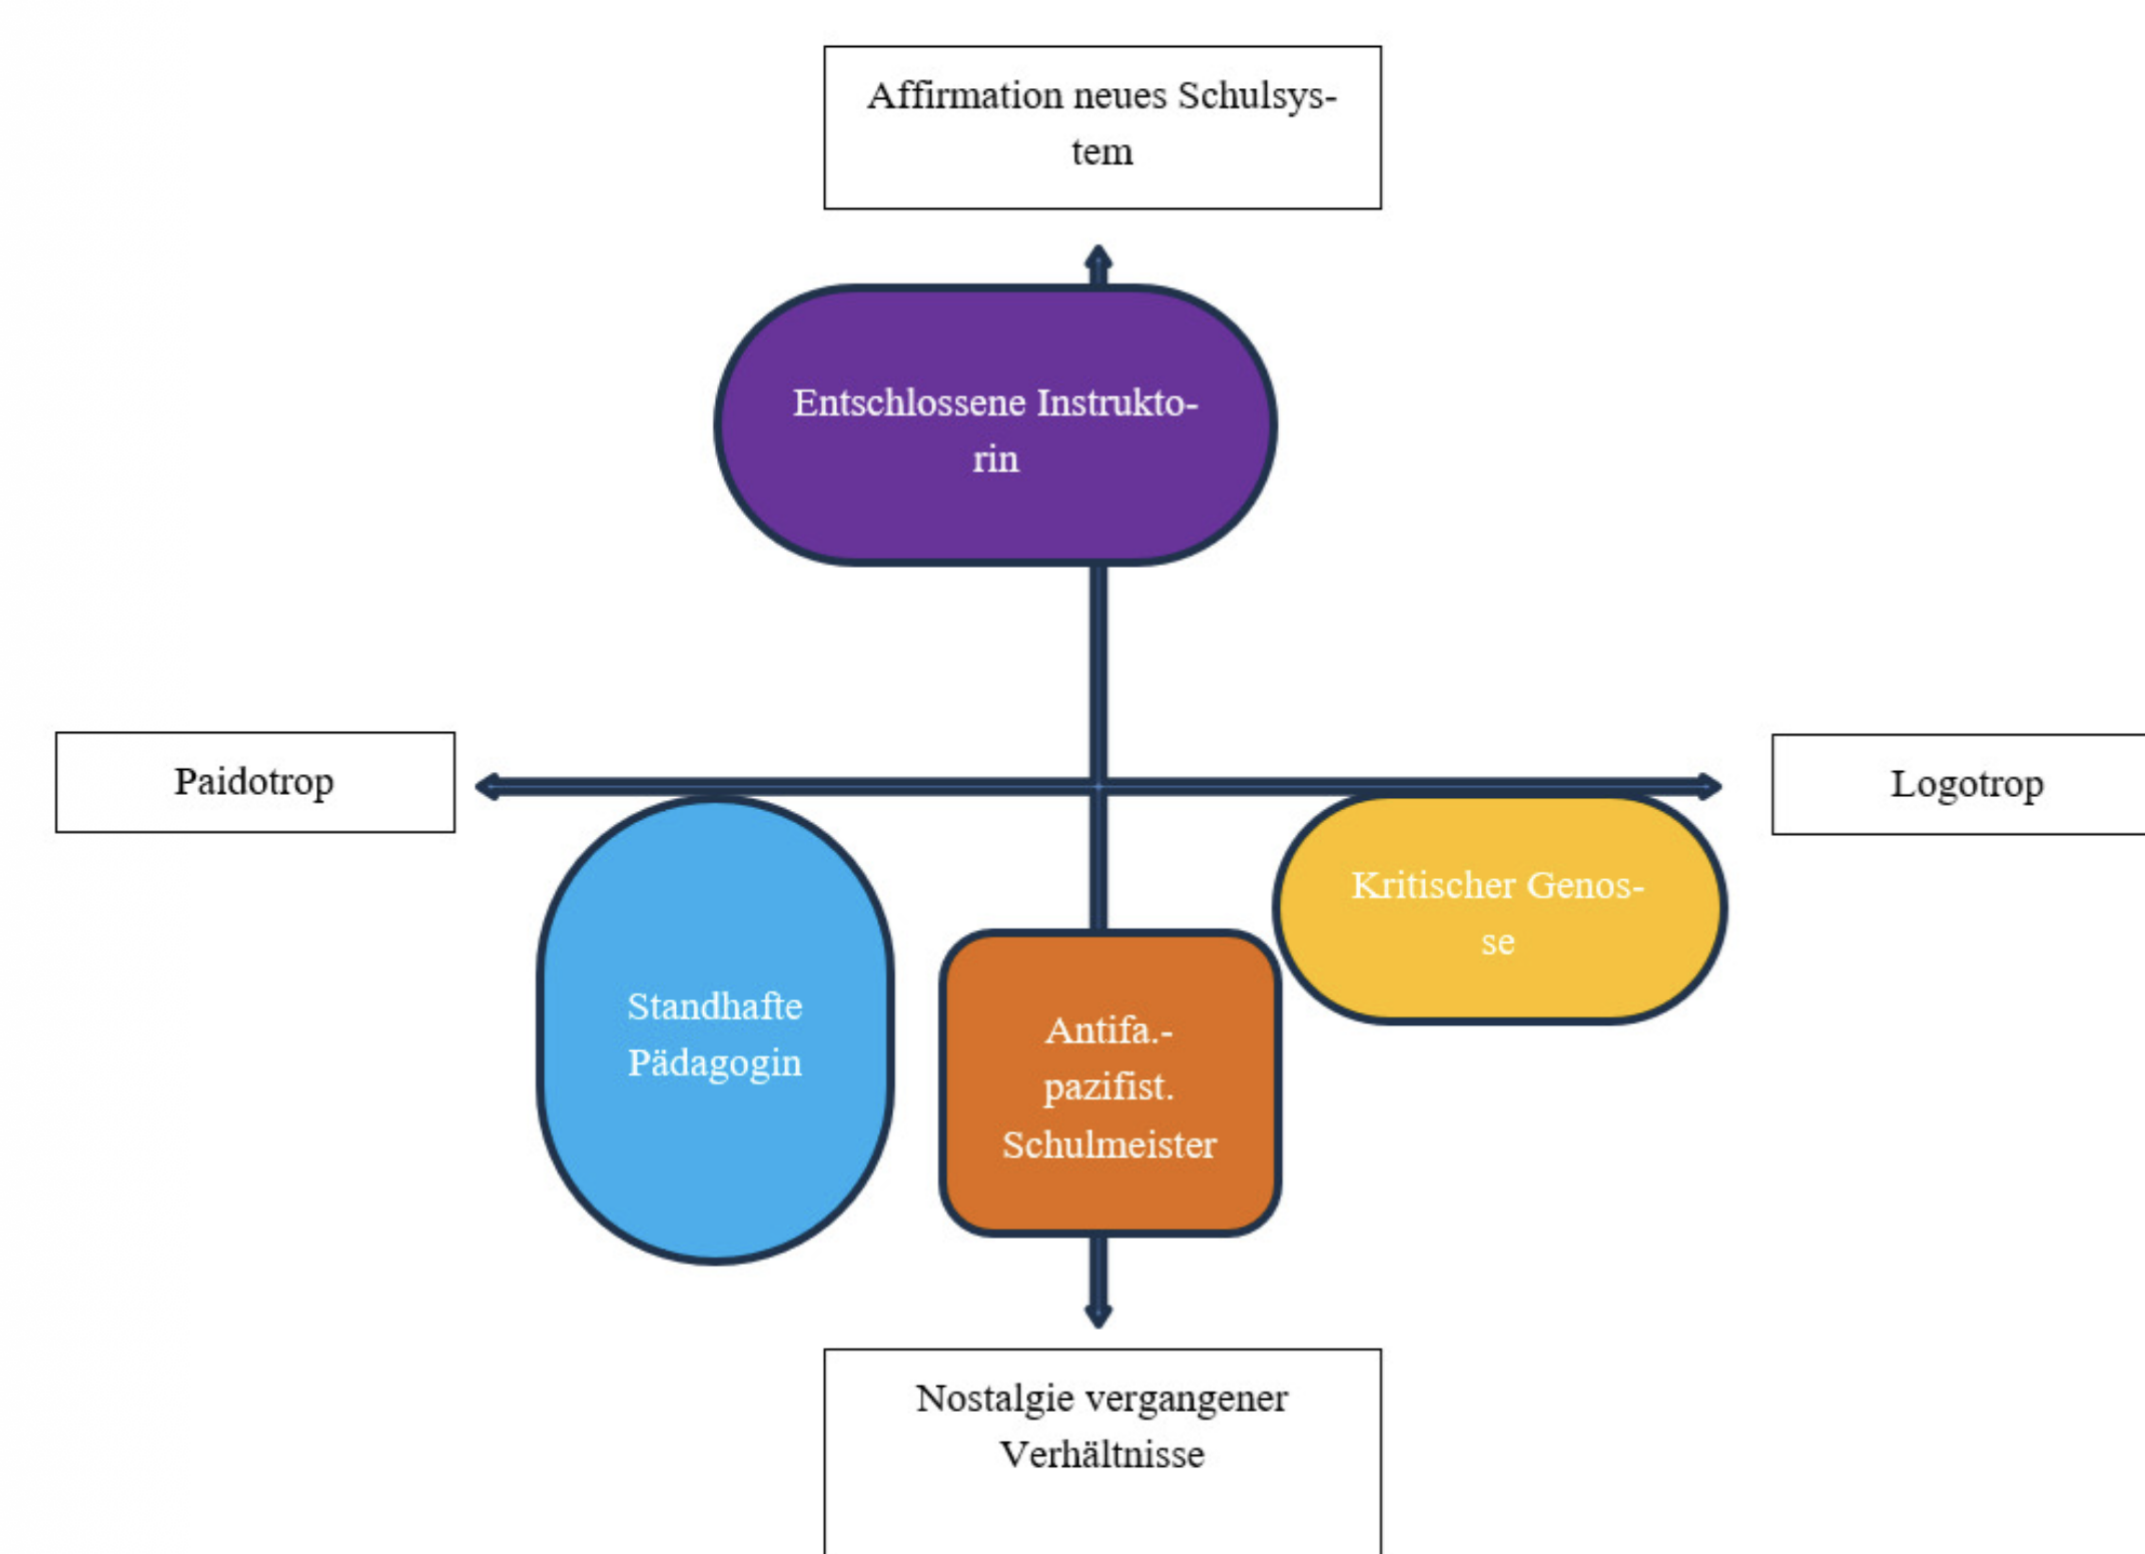 Affirmation neues Schulsys-
tem
Entschlossene Instrukto-
rin
Paidotrop
Logotrop
Kritischer Genos-
se
Standhafte
Pädagogin
Antifa.-
pazifist.
Schulmeister
Nostalgie vergangener
Verhältnisse